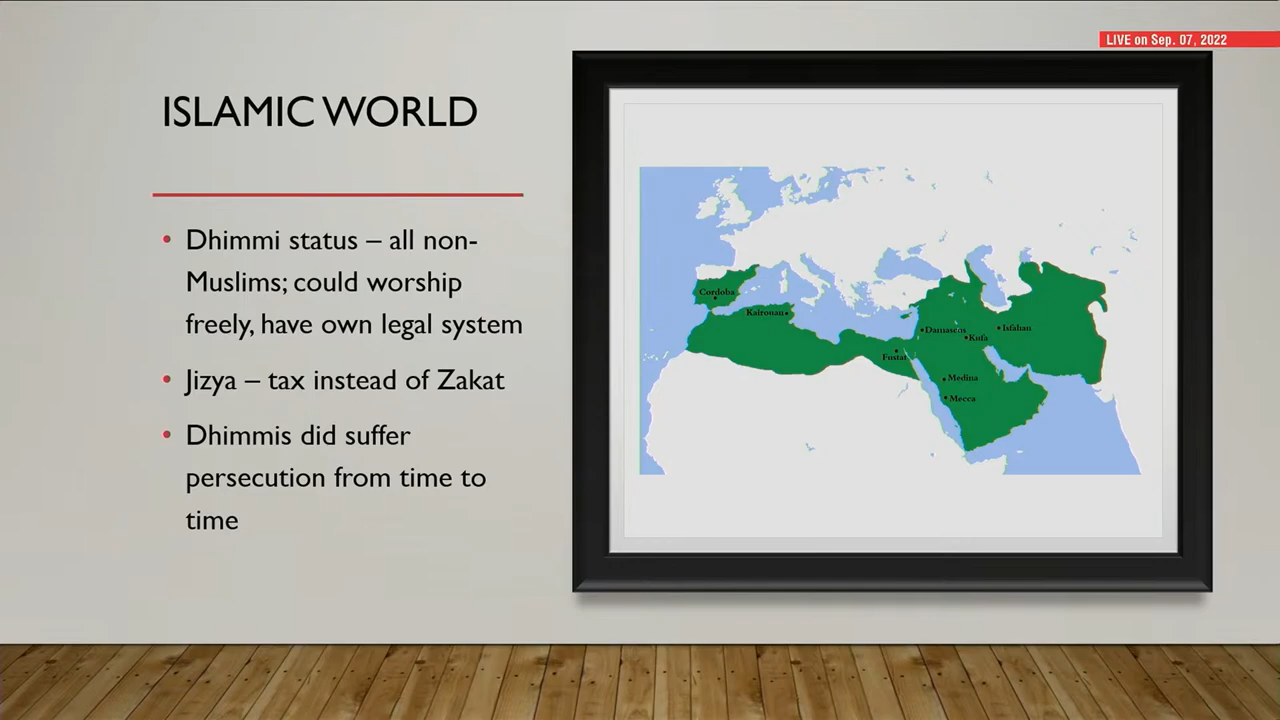 LIVE on Sep. 07, 2022
ISLAMIC WORLD
• Dhimmi status – all non-
Muslims; could worship
freely, have own legal system
• Jizya – tax instead of Zakat
• Dhimmis did suffer
persecution from time to
time
Cordoba
Kairouan
Damascus
Isfahan
Kufa
Fustat
Medina
Mecca